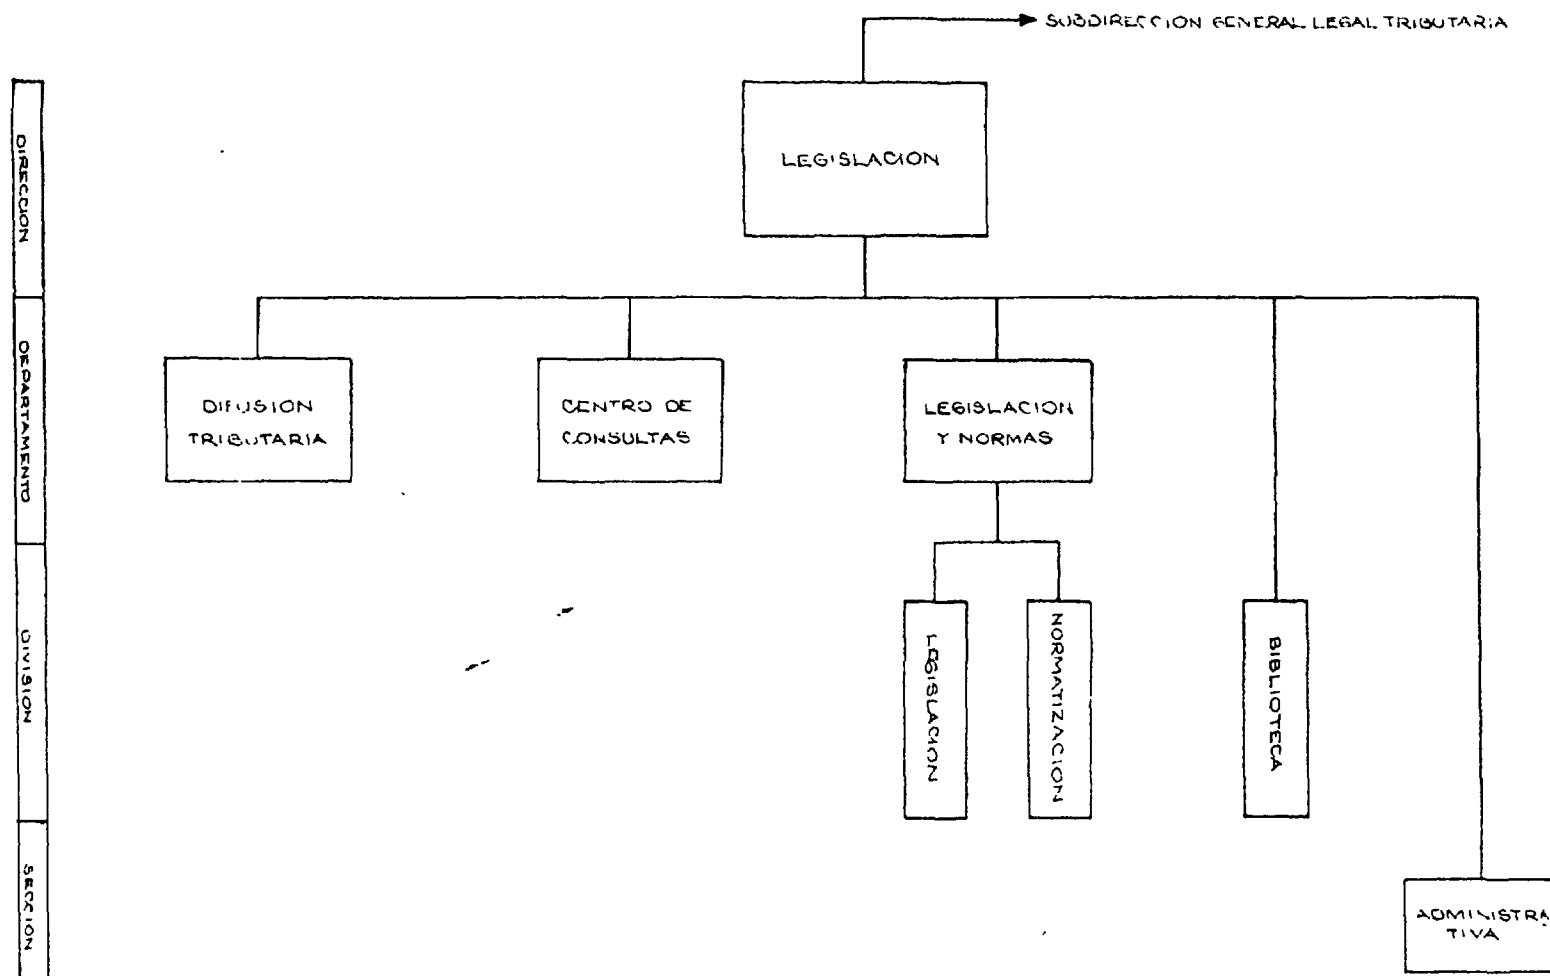 SUBDIRECCION GENERAL LEGAL TRIBUTARIA
DIRECCION
LEGISLACION
DEPARTAMENTO
DIFUSION
TRIBUTARIA
CENTRO DE
CONSULTAS
LEGISLACION
Y NORMAS
DIVISION
LEGISLACION
NORMATIZACION
BIBLIOTECA
SECCION
ADMINISTRA
TIVA